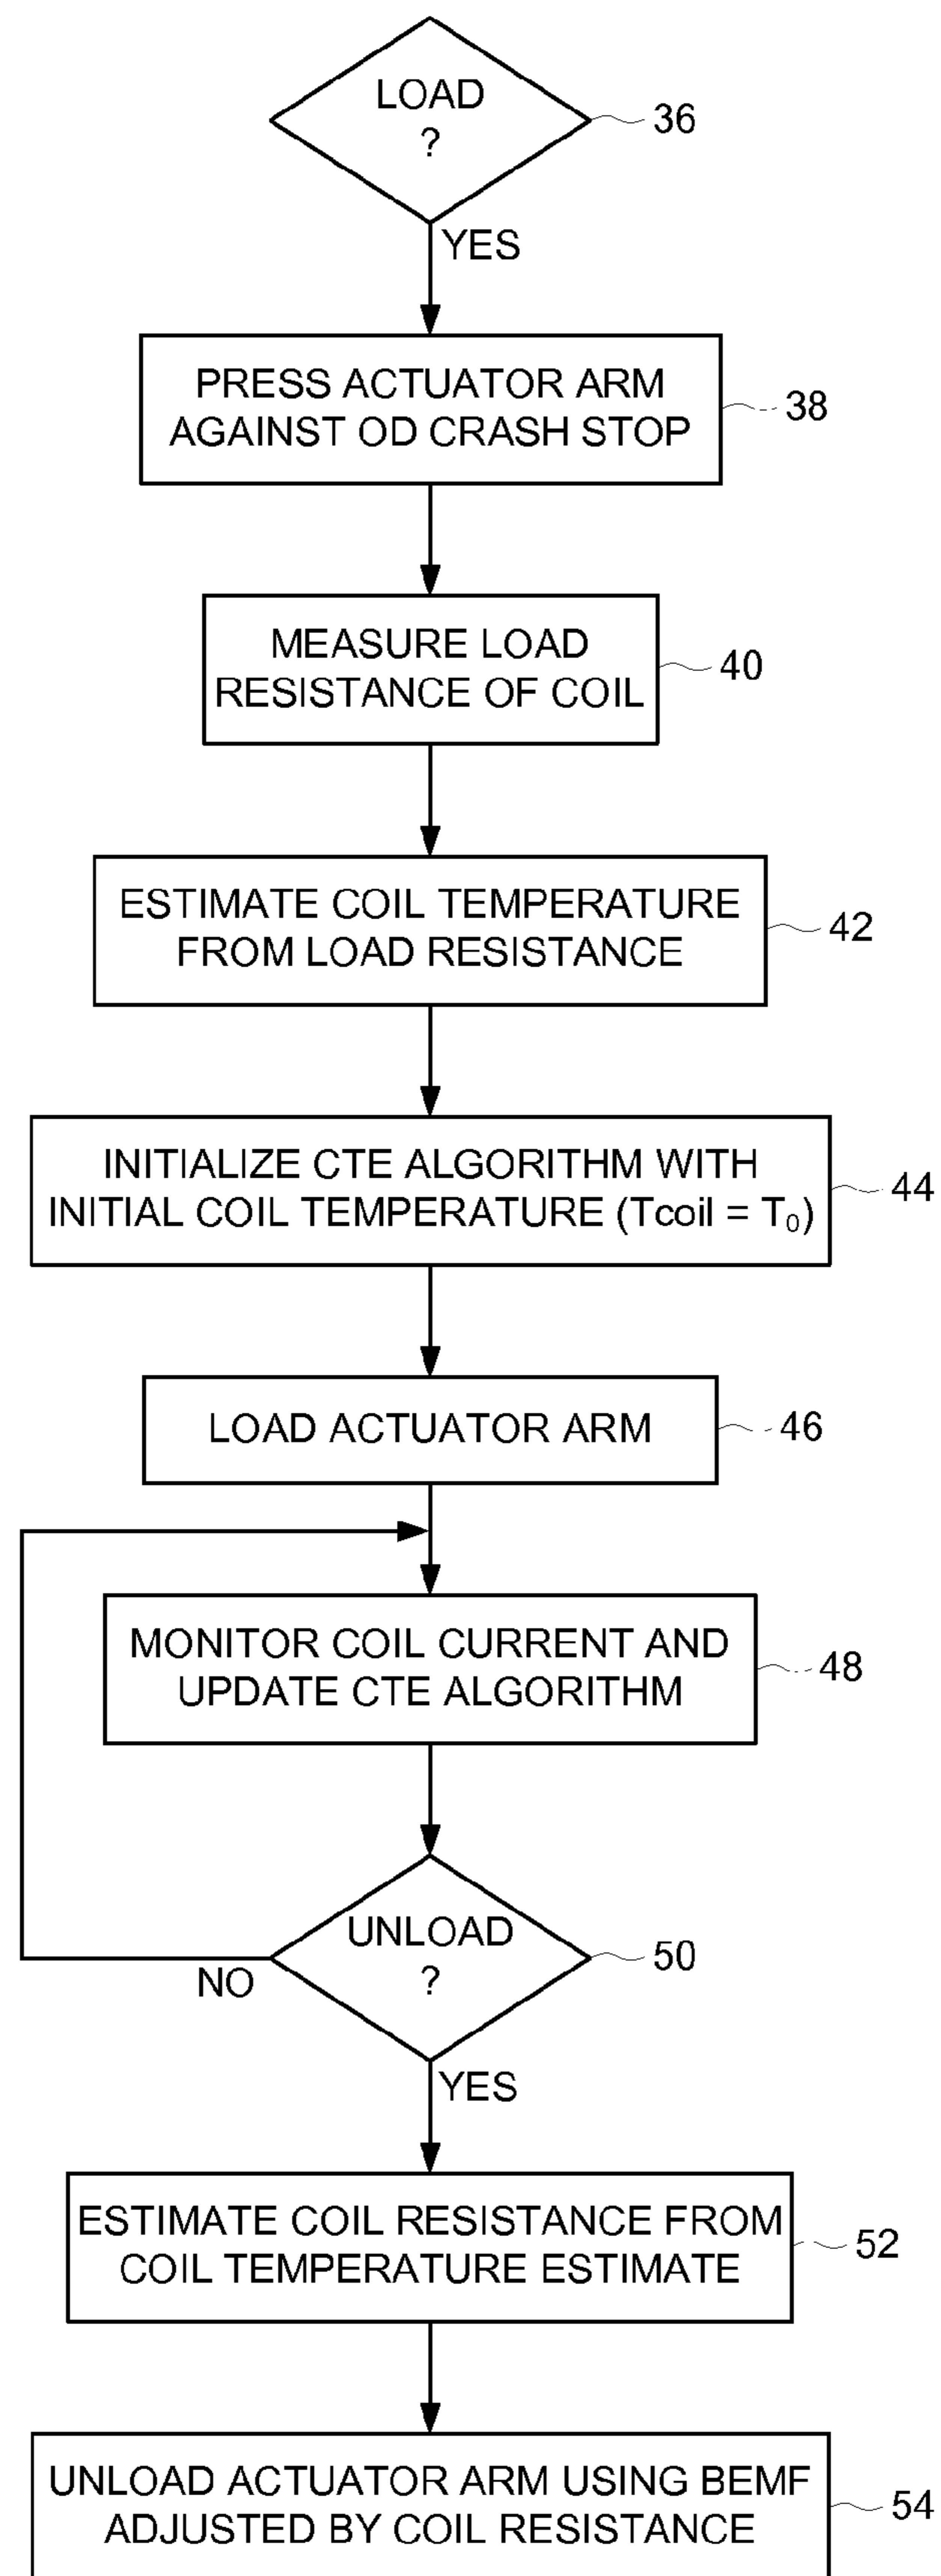 LOAD
?
36
YES
PRESS ACTUATOR ARM
AGAINST OD CRASH STOP
38
MEASURE LOAD
RESISTANCE OF COIL
40
ESTIMATE COIL TEMPERATURE
FROM LOAD RESISTANCE
42
INITIALIZE CTE ALGORITHM WITH
INITIAL COIL TEMPERATURE (Tcoil = T₀)
44
LOAD ACTUATOR ARM
46
MONITOR COIL CURRENT AND
UPDATE CTE ALGORITHM
48
UNLOAD
?
50
NO
YES
ESTIMATE COIL RESISTANCE FROM
COIL TEMPERATURE ESTIMATE
52
UNLOAD ACTUATOR ARM USING BEMF
ADJUSTED BY COIL RESISTANCE
54